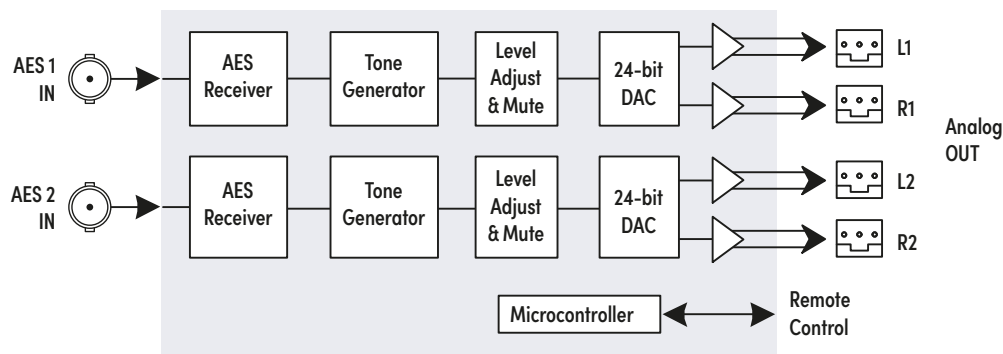 AES 1
IN
AES
Receiver
Tone
Generator
Level
Adjust
& Mute
24-bit
DAC
L1
R1
Analog
OUT
AES 2
IN
AES
Receiver
Tone
Generator
Level
Adjust
& Mute
24-bit
DAC
L2
R2
Microcontroller
Remote
Control